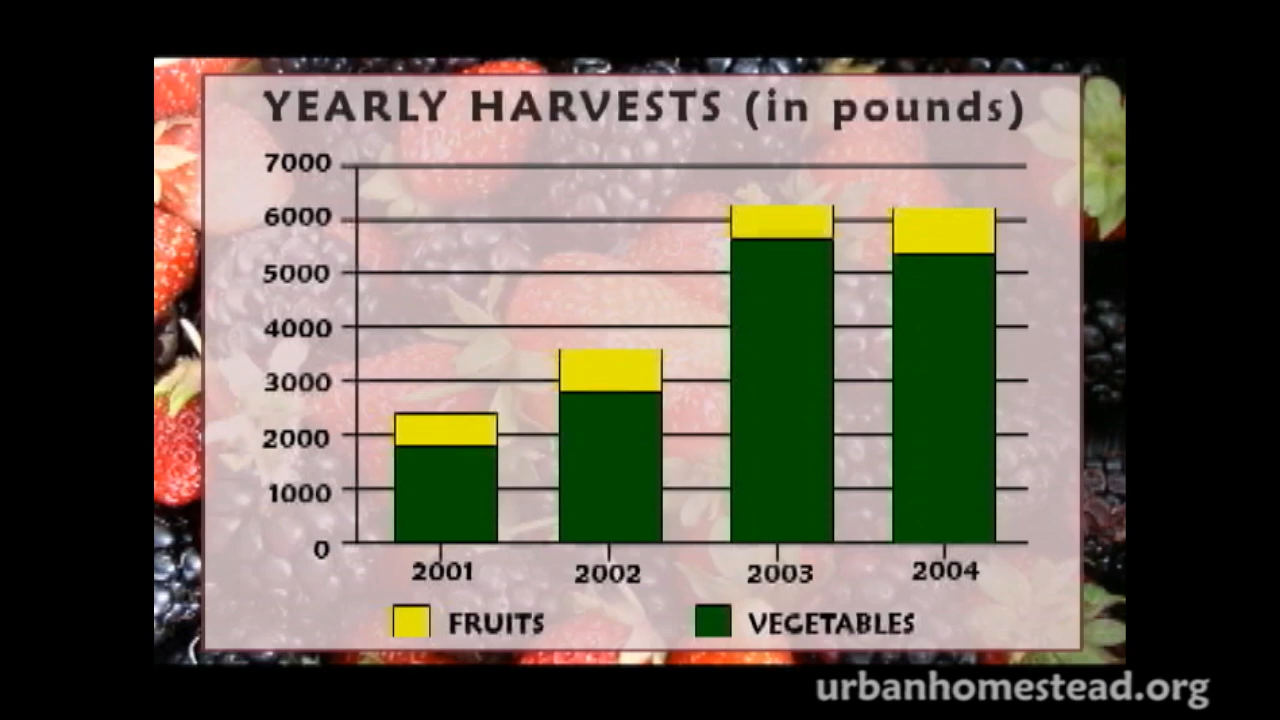 YEARLY HARVESTS (in pounds)
7000
6000
5000
4000
3000
2000
1000
0
2001 2002 2003 2004
FRUITS VEGETABLES
urbanhomestead.org